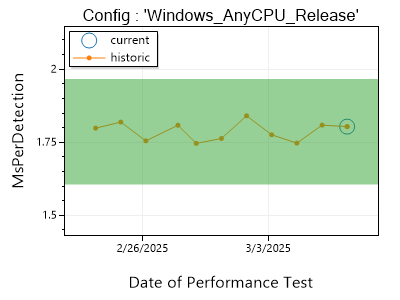 Config : 'Windows_AnyCPU_Release'
current
historic
2
1.75
1.5
MsPerDetection
2/26/2025
3/3/2025
Date of Performance Test